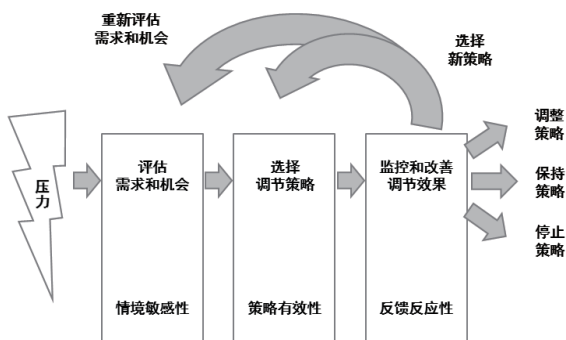 重新评估
需求和机会
选择
新策略
压
力
评估
需求和机会
选择
调节策略
监控和改善
调节效果
调整
策略
保持
策略
停止
策略
情境敏感性
策略有效性
反馈反应性